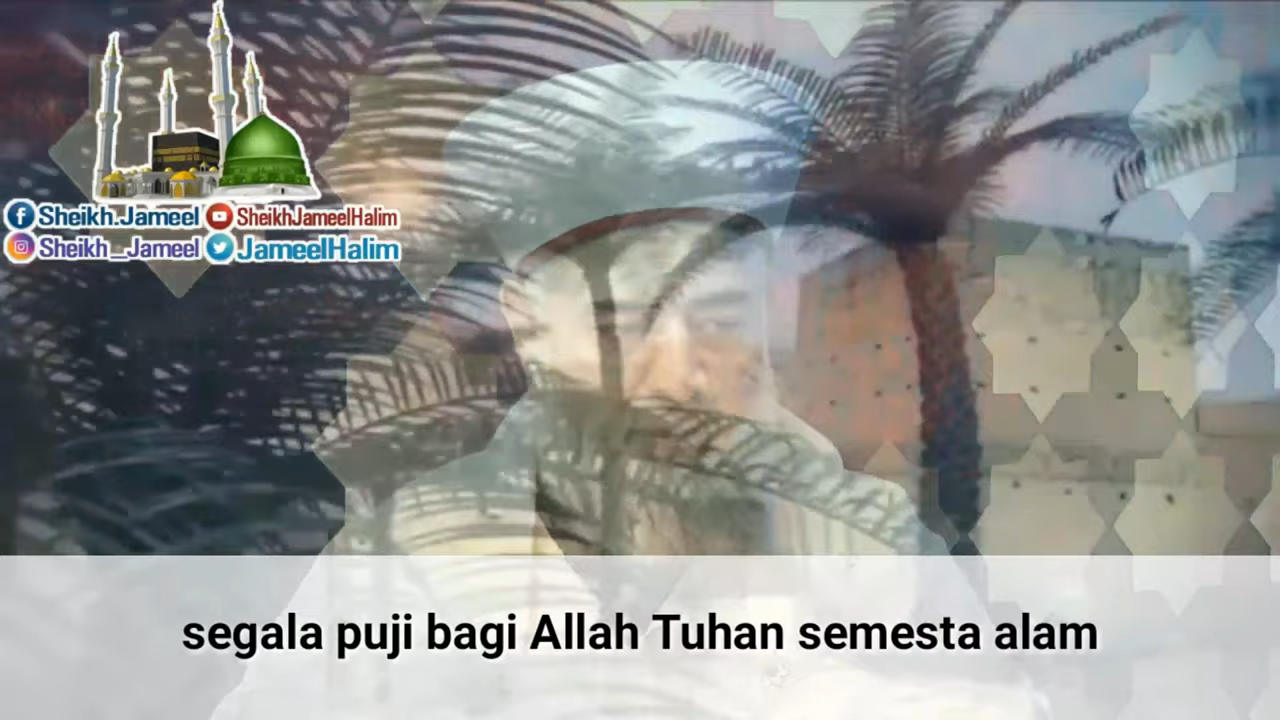 Sheikh.Jameel SheikhJameelHalim
Sheikh_Jameel JameelHalim
segala puji bagi Allah Tuhan semesta alam